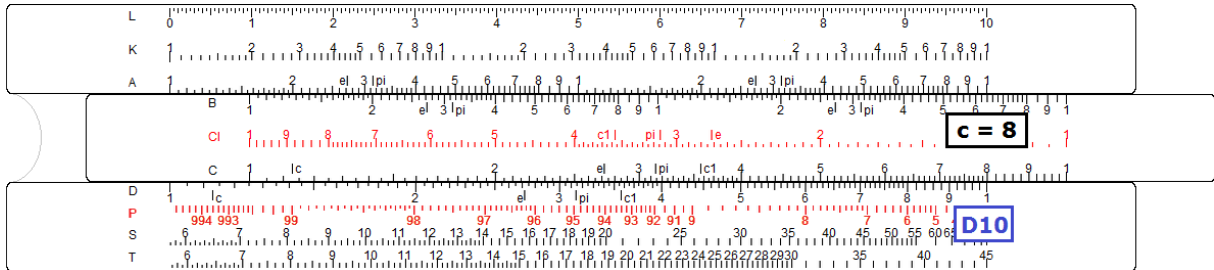 L 0 1 2 3 4 5 6 7 8 9 10
K 1 2 3 4 5 6 7 8 9 1 2 3 4 5 6 7 8 9 1 2 3 4 5 6 7 8 9 1
A 1 2 e 3 pi 4 5 6 7 8 9 1 2 e 3 pi 4 5 6 7 8 9 1
B 1 2 e 3 pi 4 5 6 7 8 9 1 2 e 3 pi 4 5 6 7 8 9 1
CI 1 9 8 7 6 5 4 c1 pi 3 e 2 1
c = 8
C 1 c 2 e 3 pi c1 4 5 6 7 8 9 1
D 1 c 2 e 3 pi c1 4 5 6 7 8 9 1
P 994 993 99 98 97 96 95 94 93 92 91 9 8 7 6 5
D10
S 6 7 8 9 10 11 12 13 14 15 16 17 18 19 20 25 30 35 40 45 50 55 60
T 6 7 8 9 10 11 12 13 14 15 16 17 18 19 20 21 22 23 24 25 26 27 28 29 30 35 40 45